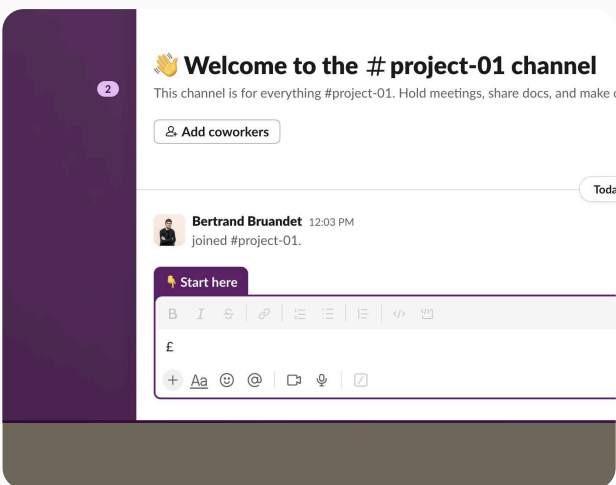 2
👋 Welcome to the # project-01 channel
This channel is for everything #project-01. Hold meetings, share docs, and make
Add coworkers
Toda
Bertrand Bruandet 12:03 PM
joined #project-01.
👇 Start here
B I S
£
Aa @